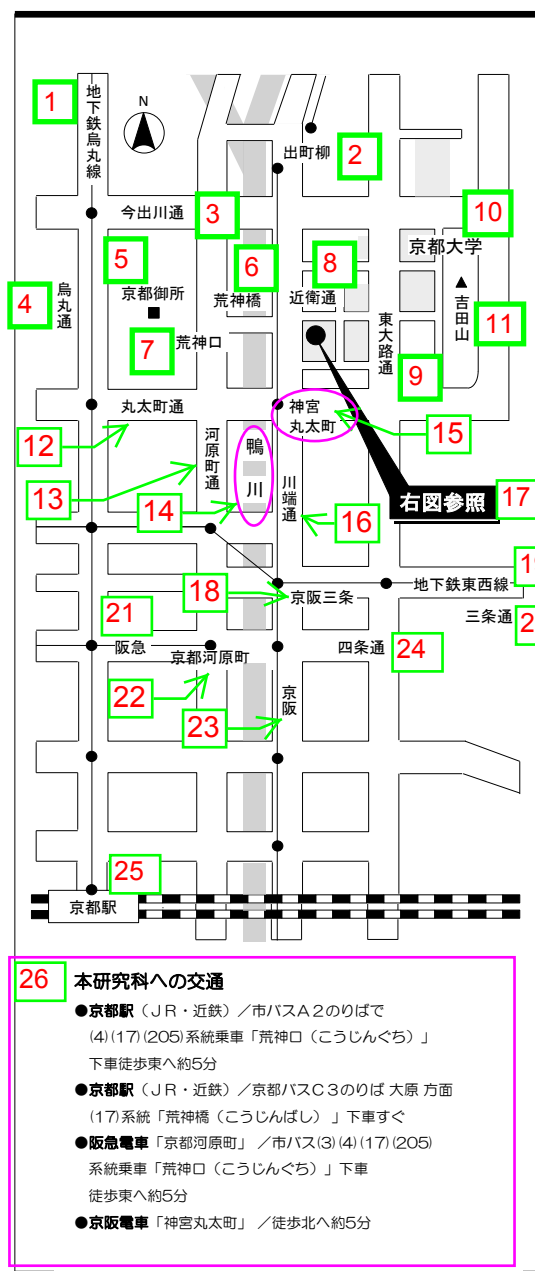 1
地下鉄烏丸線
N
出町柳
2
今出川通
3
10
京都大学
5
6
8
烏丸通
4
京都御所
荒神橋
近衛通
吉田山
11
7
荒神口
東大路通
9
丸太町通
神宮
丸太町
12
15
河原町通
鴨川
川端通
13
14
16
右図参照
17
18
京阪三条
地下鉄東西線
21
三条通
阪急
京都河原町
四条通
24
22
23
京阪
25
京都駅
26
本研究科への交通
●京都駅（JR・近鉄）／市バスA2のりばで
(4)(17)(205)系統乗車「荒神口（こうじんぐち）」
下車徒歩東へ約5分
●京都駅（JR・近鉄）／京都バスC3のりば 大原 方面
(17)系統「荒神橋（こうじんばし）」下車すぐ
●阪急電車「京都河原町」／市バス(3)(4)(17)(205)
系統乗車「荒神口（こうじんぐち）」下車
徒歩東へ約5分
●京阪電車「神宮丸太町」／徒歩北へ約5分